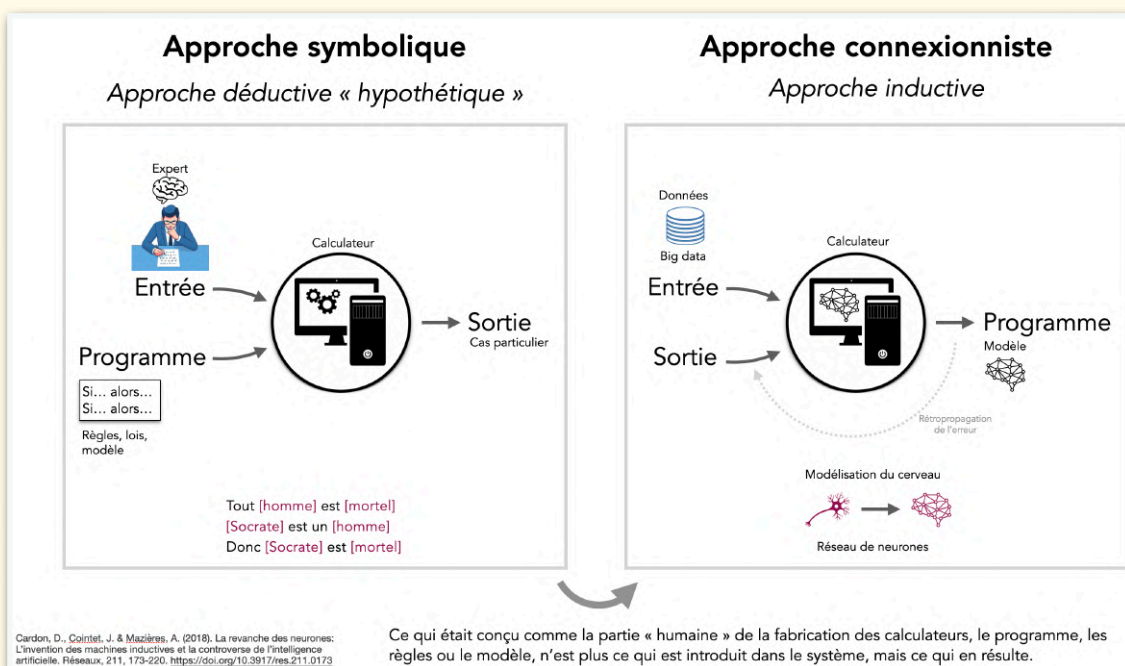 Approche symbolique
Approche déductive « hypothétique »
Expert
Calculateur
Entrée
Sortie
Cas particulier
Programme
Si... alors...
Si... alors...
Règles, lois,
modèle
Tout [homme] est [mortel]
[Socrate] est un [homme]
Donc [Socrate] est [mortel]
Approche connexionniste
Approche inductive
Données
Big data
Calculateur
Entrée
Programme
Modèle
Sortie
Rétropropagation
de l'erreur
Modélisation du cerveau
Réseau de neurones
Cardon, D., Cointet, J. & Mazières, A. (2018). La revanche des neurones:
L'invention des machines inductives et la controverse de l'intelligence
artificielle. Réseaux, 211, 173-220. https://doi.org/10.3917/res.211.0173
Ce qui était conçu comme la partie « humaine » de la fabrication des calculateurs, le programme, les
règles ou le modèle, n'est plus ce qui est introduit dans le système, mais ce qui en résulte.